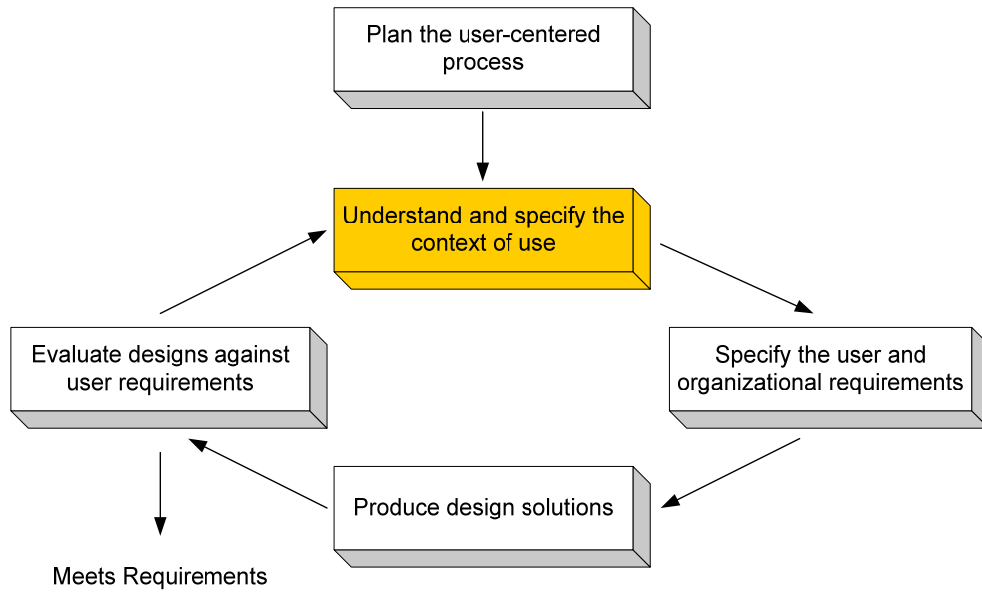 Plan the user-centered
process
Understand and specify the
context of use
Evaluate designs against
user requirements
Specify the user and
organizational requirements
Produce design solutions
Meets Requirements